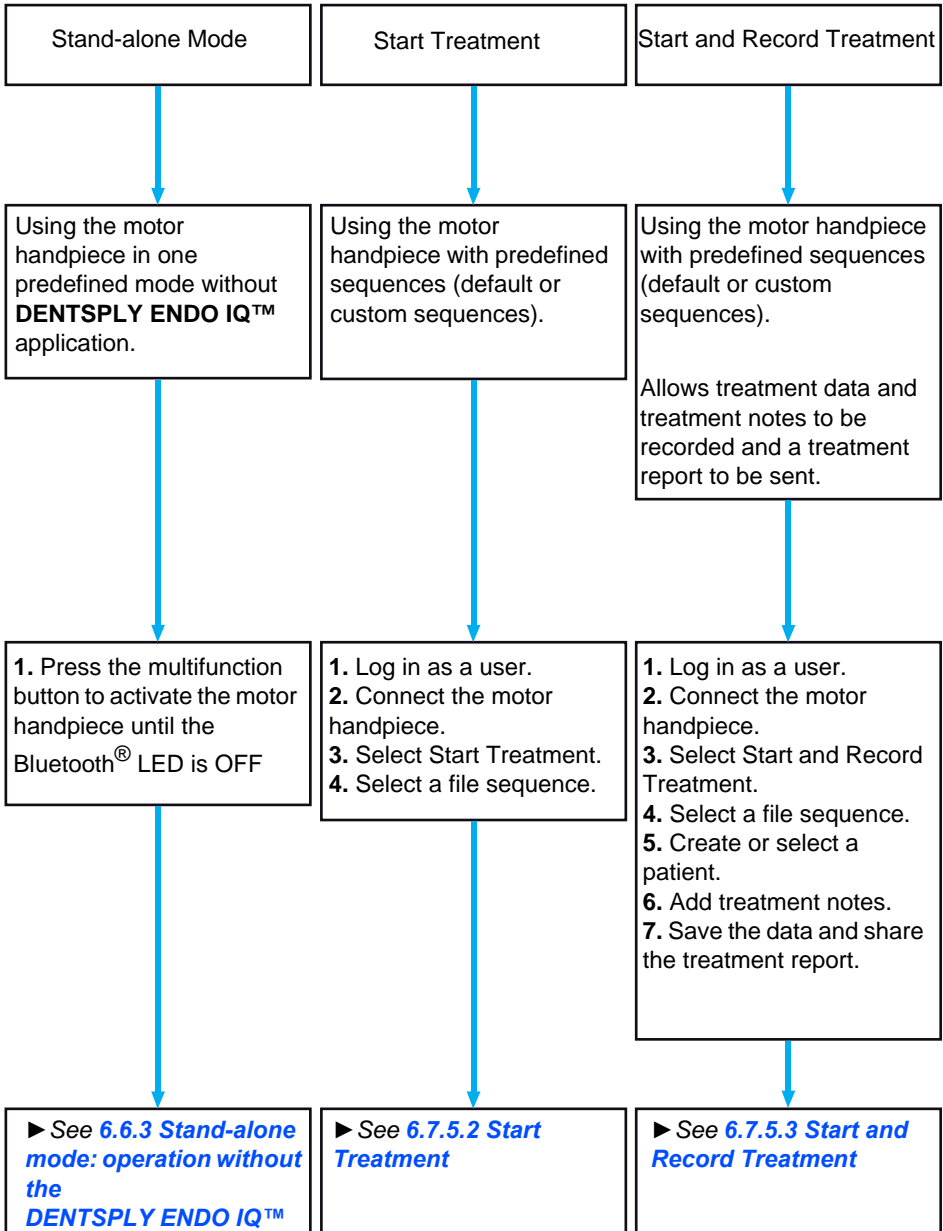 Stand-alone Mode
Start Treatment
Start and Record Treatment
Using the motor
handpiece in one
predefined mode without
DENTSPLY ENDO IQ™
application.
Using the motor
handpiece with predefined
sequences (default or
custom sequences).
Using the motor handpiece
with predefined sequences
(default or custom
sequences).
Allows treatment data and
treatment notes to be
recorded and a treatment
report to be sent.
1. Press the multifunction
button to activate the motor
handpiece until the
Bluetooth® LED is OFF
1. Log in as a user.
2. Connect the motor
handpiece.
3. Select Start Treatment.
4. Select a file sequence.
1. Log in as a user.
2. Connect the motor
handpiece.
3. Select Start and Record
Treatment.
4. Select a file sequence.
5. Create or select a
patient.
6. Add treatment notes.
7. Save the data and share
the treatment report.
►See 6.6.3 Stand-alone
mode: operation without
the
DENTSPLY ENDO IQ™
►See 6.7.5.2 Start
Treatment
►See 6.7.5.3 Start and
Record Treatment